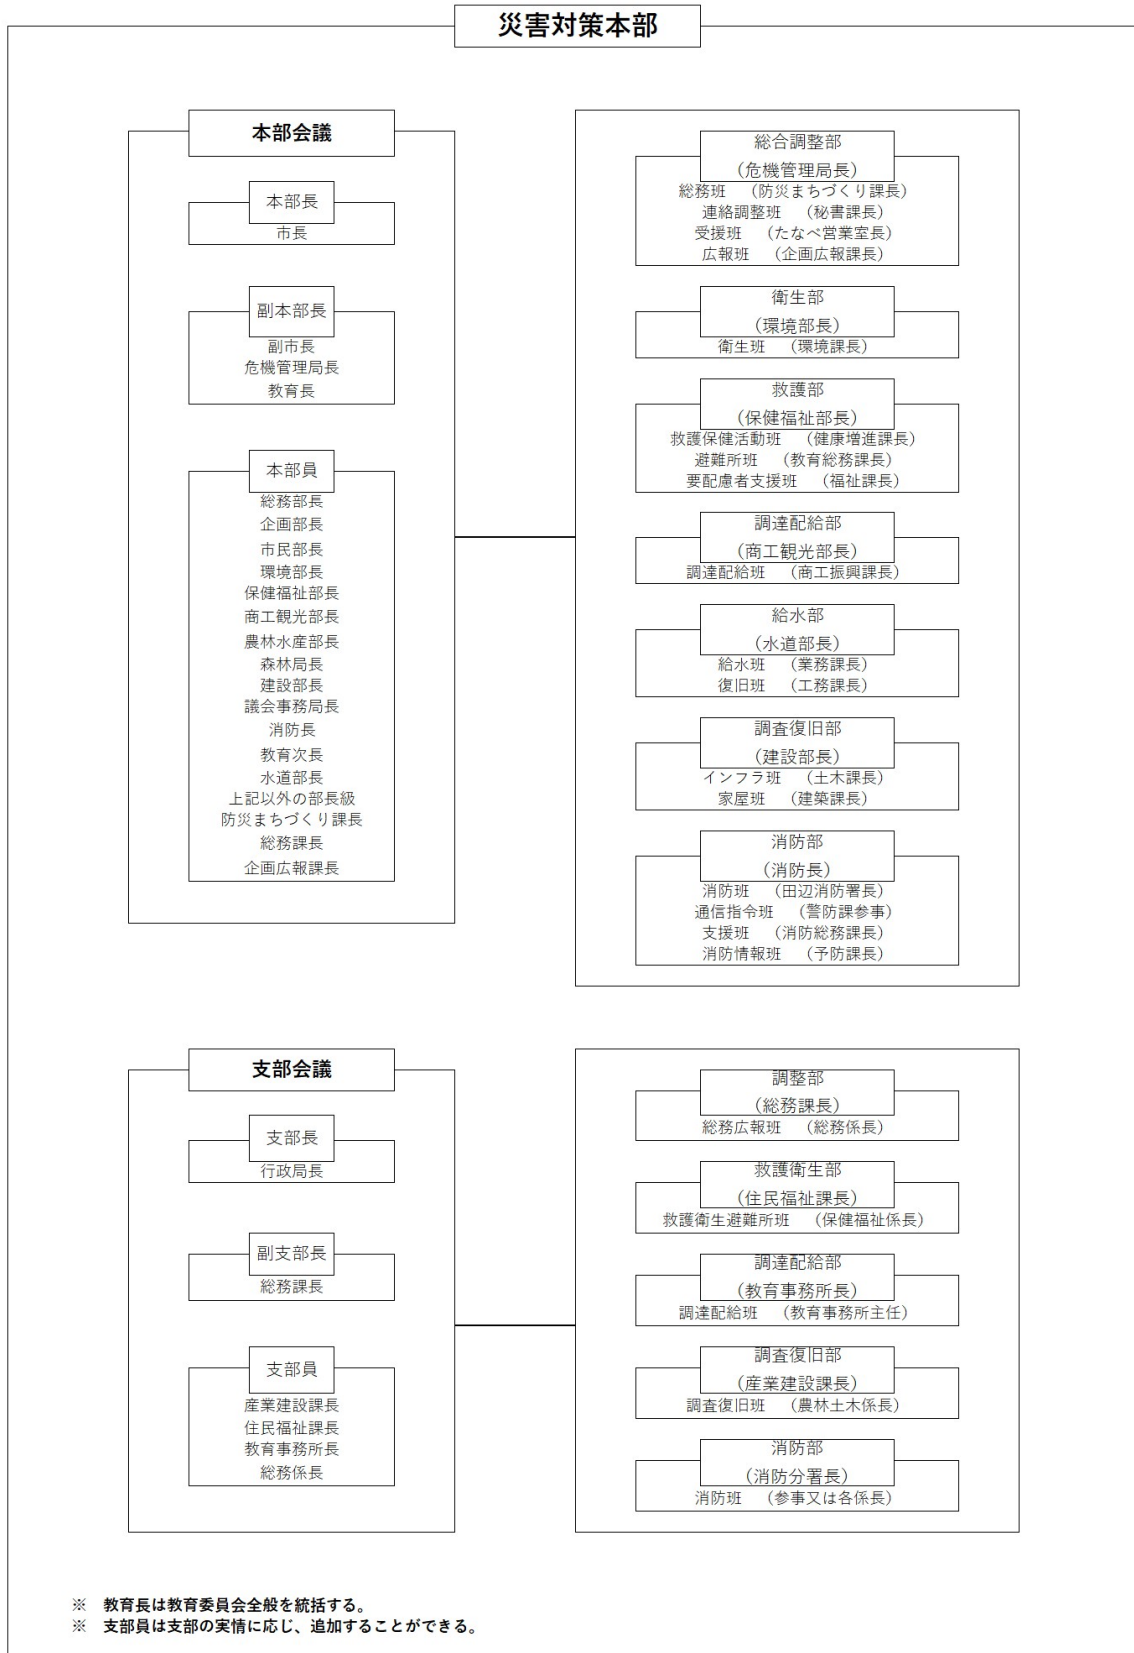 災害対策本部
本部会議
本部長
市長
副本部長
副市長
危機管理局長
教育長
本部員
総務部長
企画部長
市民部長
環境部長
保健福祉部長
商工観光部長
農林水産部長
森林局長
建設部長
議会事務局長
消防長
教育次長
水道部長
上記以外の部長級
防災まちづくり課長
総務課長
企画広報課長
総合調整部
（危機管理局長）
総務班　（防災まちづくり課長）
連絡調整班　（秘書課長）
受援班　（たなべ営業室長）
広報班　（企画広報課長）
衛生部
（環境部長）
衛生班　（環境課長）
救護部
（保健福祉部長）
救護保健活動班　（健康増進課長）
避難所班　（教育総務課長）
要配慮者支援班　（福祉課長）
調達配給部
（商工観光部長）
調達配給班　（商工振興課長）
給水部
（水道部長）
給水班　（業務課長）
復旧班　（工務課長）
調査復旧部
（建設部長）
インフラ班　（土木課長）
家屋班　（建築課長）
消防部
（消防長）
消防班　（田辺消防署長）
通信指令班　（警防課参事）
支援班　（消防総務課長）
消防情報班　（予防課長）
支部会議
支部長
行政局長
副支部長
総務課長
支部員
産業建設課長
住民福祉課長
教育事務所長
総務係長
調整部
（総務課長）
総務広報班　（総務係長）
救護衛生部
（住民福祉課長）
救護衛生避難所班　（保健福祉係長）
調達配給部
（教育事務所長）
調達配給班　（教育事務所主任）
調査復旧部
（産業建設課長）
調査復旧班　（農林土木係長）
消防部
（消防分署長）
消防班　（参事又は各係長）
※　教育長は教育委員会全般を統括する。
※　支部員は支部の実情に応じ、追加することができる。